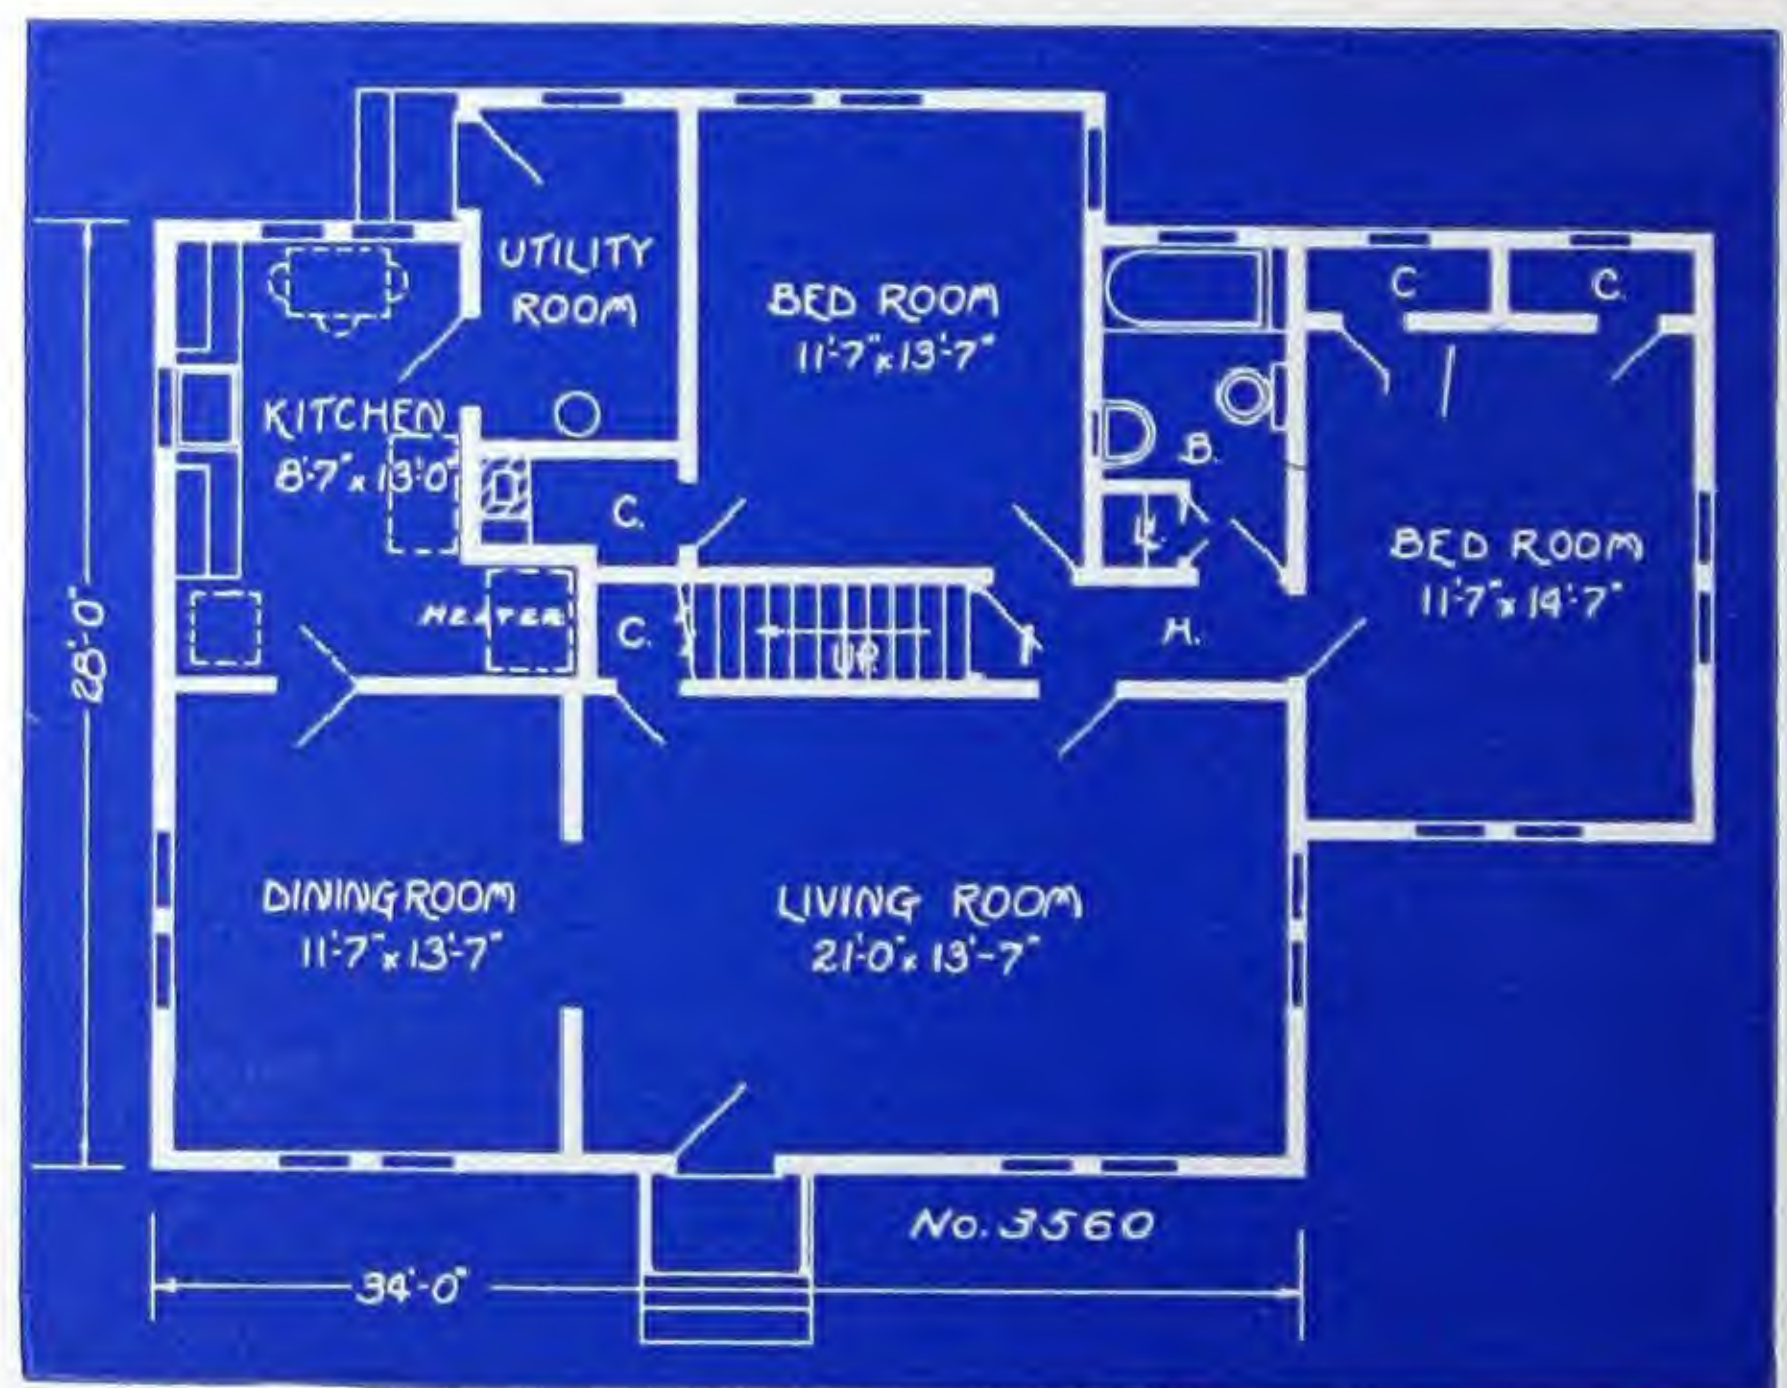 UTILITY
ROOM
BED ROOM
11'-7" x 13'-7"
C
C.
KITCHEN
8'-7" x 13'-0"
B.
C.
L.
BED ROOM
11'-7" x 14'-7"
HEATER
C.
UP.
H.
28'-0"
DINING ROOM
11'-7" x 13'-7"
LIVING ROOM
21'-0" x 13'-7"
No. 3560
34'-0"